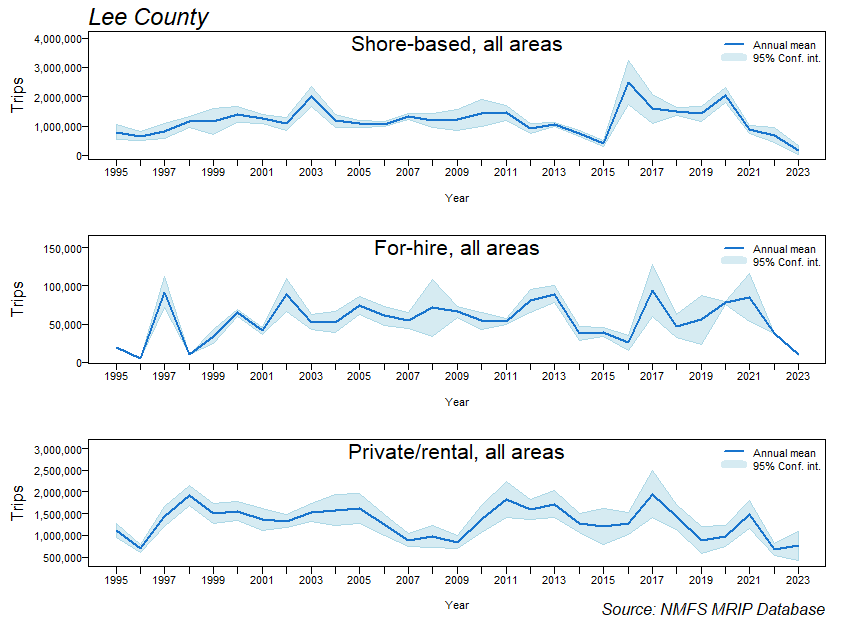 Lee County
Shore-based, all areas
Annual mean
95% Conf. int.
Trips
4,000,000
3,000,000
2,000,000
1,000,000
0
1995 1997 1999 2001 2003 2005 2007 2009 2011 2013 2015 2017 2019 2021 2023
Year
For-hire, all areas
Annual mean
95% Conf. int.
Trips
150,000
100,000
50,000
0
1995 1997 1999 2001 2003 2005 2007 2009 2011 2013 2015 2017 2019 2021 2023
Year
Private/rental, all areas
Annual mean
95% Conf. int.
Trips
3,000,000
2,500,000
2,000,000
1,500,000
1,000,000
500,000
1995 1997 1999 2001 2003 2005 2007 2009 2011 2013 2015 2017 2019 2021 2023
Year
Source: NMFS MRIP Database